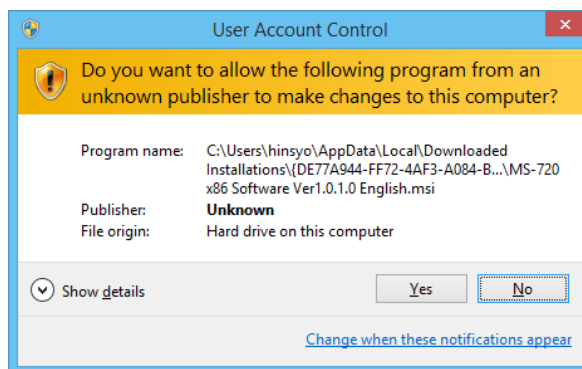 User Account Control
Do you want to allow the following program from an
unknown publisher to make changes to this computer?
Program name: C:\Users\hinsyo\AppData\Local\Downloaded
Installations\{DE77A944-FF72-4AF3-A084-B...\MS-720
x86 Software Ver1.0.1.0 English.msi
Publisher: Unknown
File origin: Hard drive on this computer
Show details Yes No
Change when these notifications appear